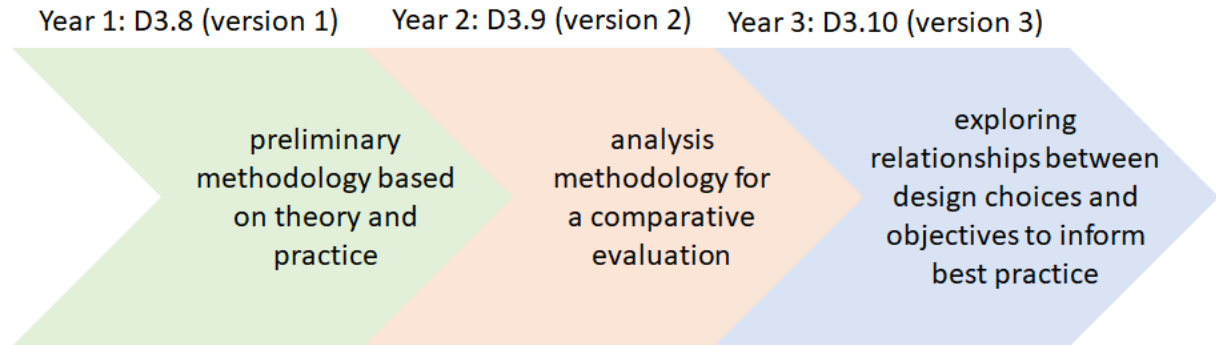 Year 1: D3.8 (version 1)
Year 2: D3.9 (version 2)
Year 3: D3.10 (version 3)
preliminary
methodology based
on theory and
practice
analysis
methodology for
a comparative
evaluation
exploring
relationships between
design choices and
objectives to inform
best practice